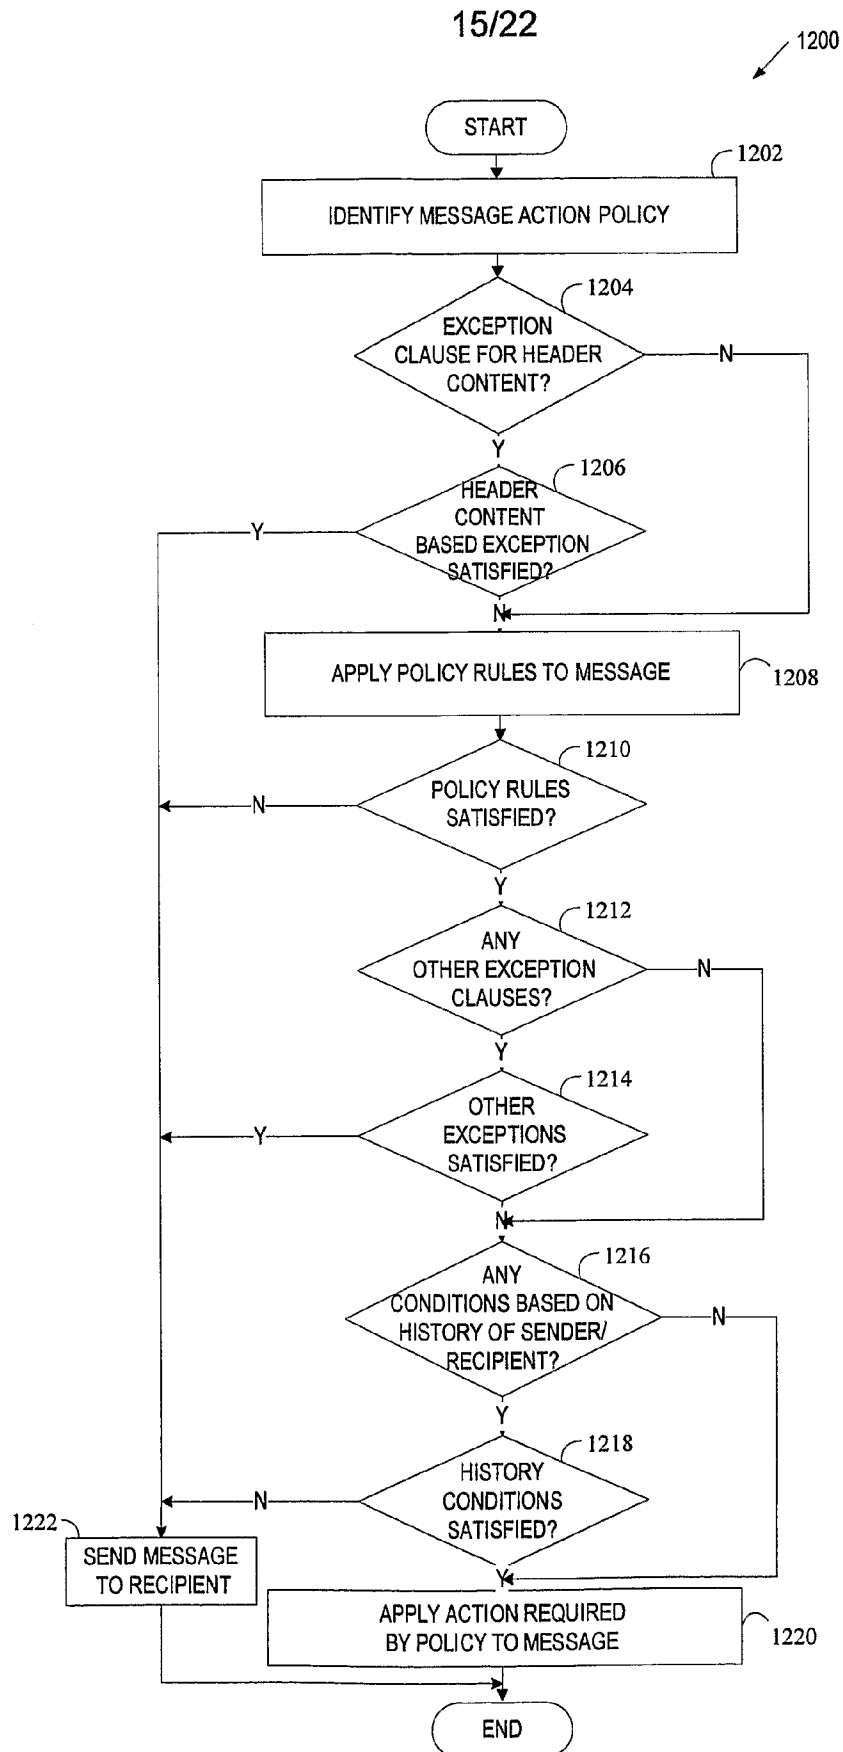 15/22
1200
START
1202
IDENTIFY MESSAGE ACTION POLICY
1204
EXCEPTION
CLAUSE FOR HEADER
CONTENT?
N
Y
1206
HEADER
CONTENT
BASED EXCEPTION
SATISFIED?
Y
N
APPLY POLICY RULES TO MESSAGE
1208
1210
POLICY RULES
SATISFIED?
N
Y
1212
ANY
OTHER EXCEPTION
CLAUSES?
N
Y
1214
OTHER
EXCEPTIONS
SATISFIED?
Y
N
1216
ANY
CONDITIONS BASED ON
HISTORY OF SENDER/
RECIPIENT?
N
Y
1218
HISTORY
CONDITIONS
SATISFIED?
N
Y
1222
SEND MESSAGE
TO RECIPIENT
APPLY ACTION REQUIRED
BY POLICY TO MESSAGE
1220
END